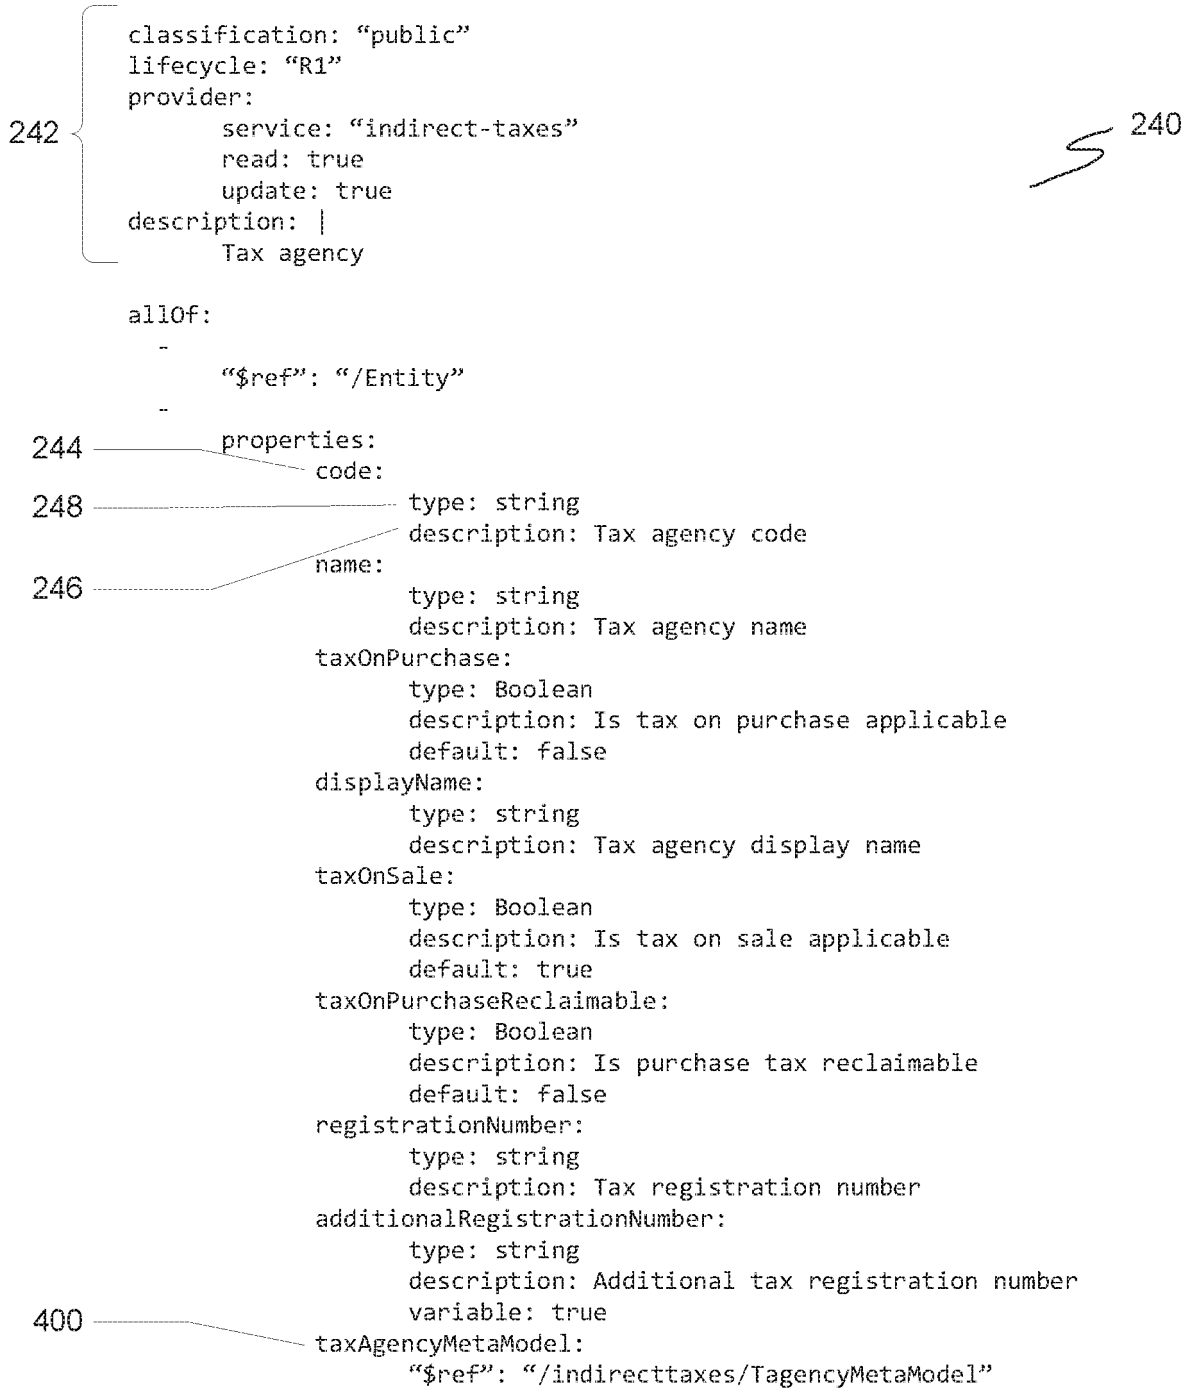 classification: “public”
lifecycle: “R1”
provider:
242
service: “indirect-taxes”
240
read: true
update: true
description: |
Tax agency
allOf:
-
“$ref”: “/Entity”
-
properties:
244
code:
248
type: string
description: Tax agency code
name:
246
type: string
description: Tax agency name
taxOnPurchase:
type: Boolean
description: Is tax on purchase applicable
default: false
displayName:
type: string
description: Tax agency display name
taxOnSale:
type: Boolean
description: Is tax on sale applicable
default: true
taxOnPurchaseReclaimable:
type: Boolean
description: Is purchase tax reclaimable
default: false
registrationNumber:
type: string
description: Tax registration number
additionalRegistrationNumber:
type: string
description: Additional tax registration number
variable: true
400
taxAgencyMetaModel:
“$ref”: “/indirecttaxes/TagencyMetaModel”